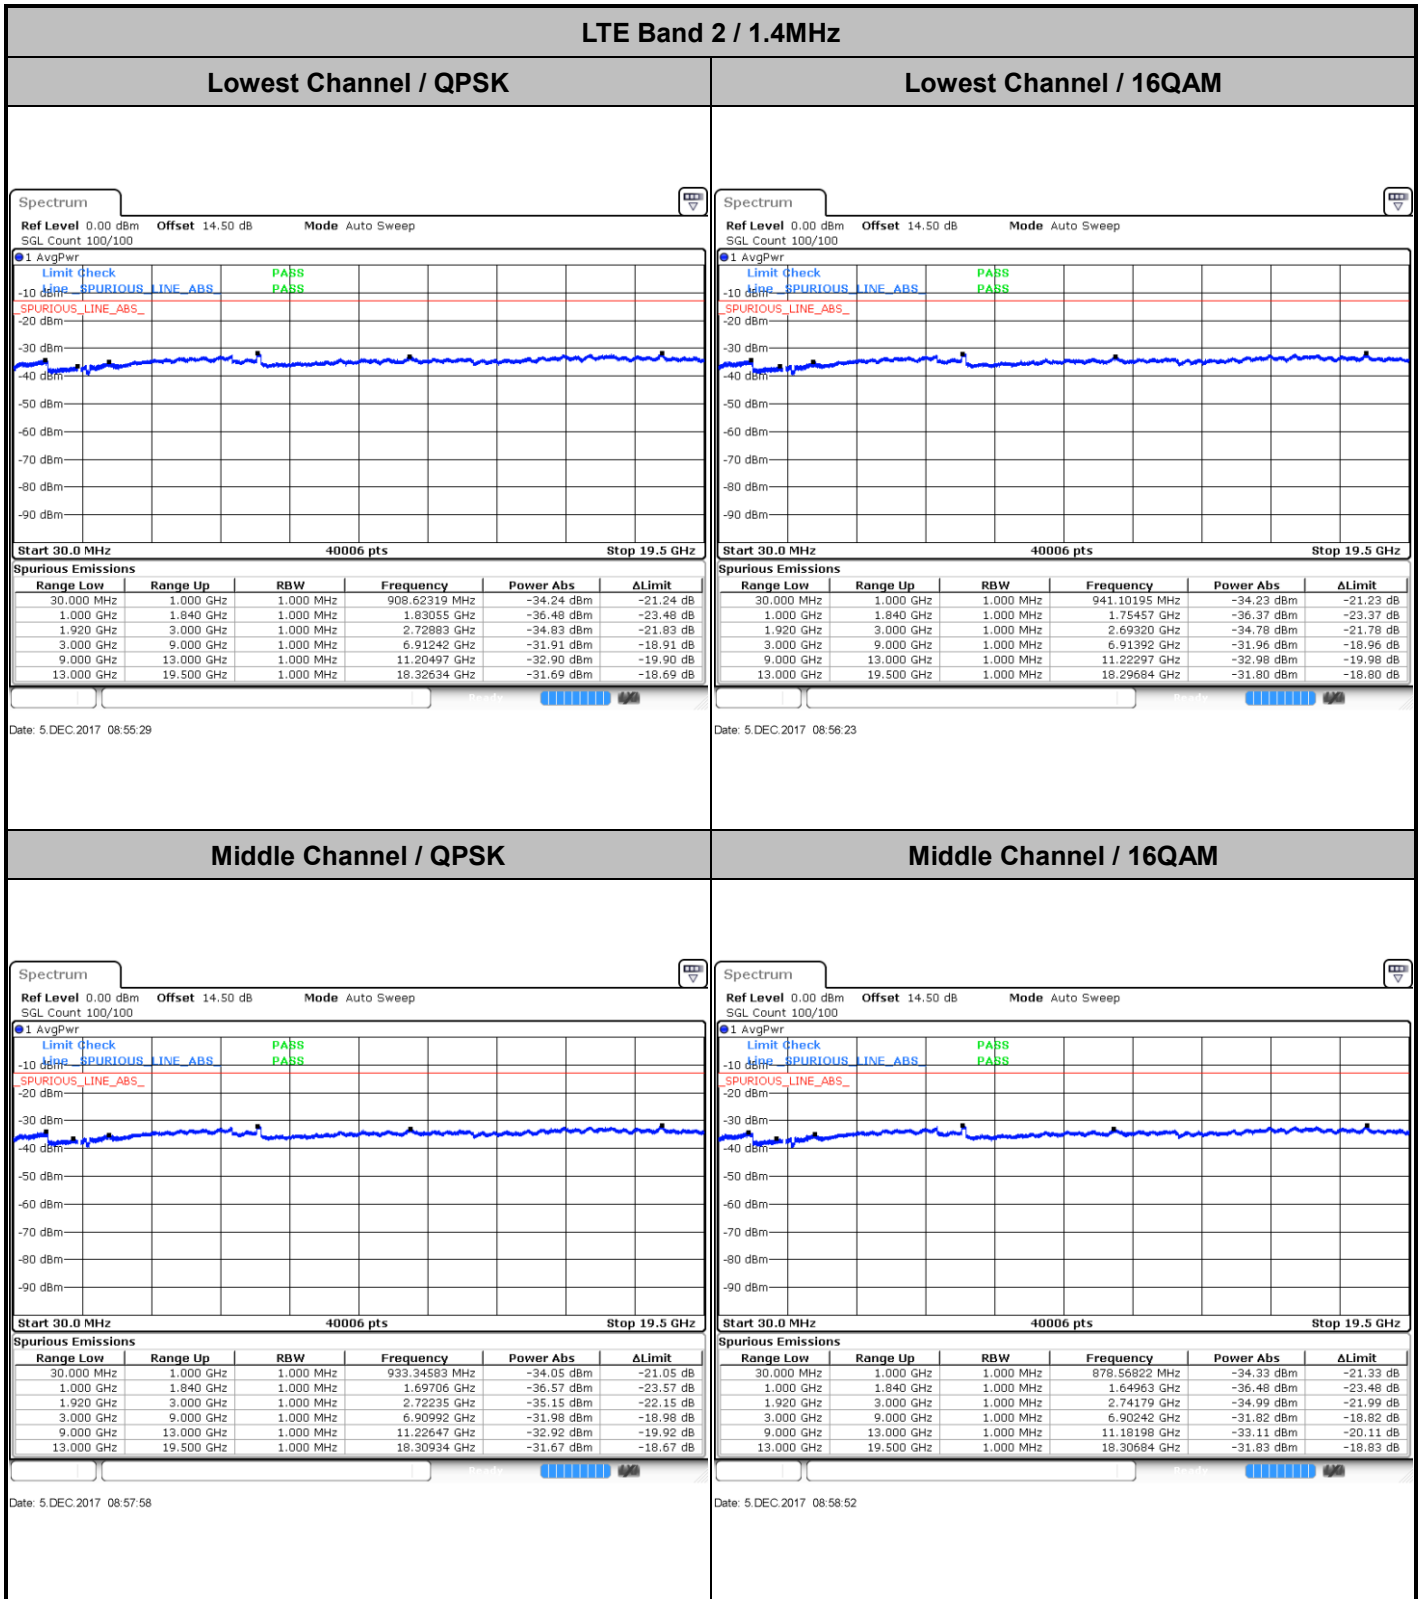 LTE Band 2 / 1.4MHz
Lowest Channel / QPSK
Lowest Channel / 16QAM
Spectrum
Ref Level 0.00 dBm Offset 14.50 dB Mode Auto Sweep
SGL Count 100/100
1 AvgPwr
Limit Check PASS
Line _SPURIOUS_LINE_ABS_ PASS
-10 dBm
_SPURIOUS_LINE_ABS_
-20 dBm
-30 dBm
-40 dBm
-50 dBm
-60 dBm
-70 dBm
-80 dBm
-90 dBm
Start 30.0 MHz 40006 pts Stop 19.5 GHz
Spurious Emissions
Range Low Range Up RBW Frequency Power Abs ΔLimit
30.000 MHz 1.000 GHz 1.000 MHz 908.62319 MHz -34.24 dBm -21.24 dB
1.000 GHz 1.840 GHz 1.000 MHz 1.83055 GHz -36.48 dBm -23.48 dB
1.920 GHz 3.000 GHz 1.000 MHz 2.72883 GHz -34.83 dBm -21.83 dB
3.000 GHz 9.000 GHz 1.000 MHz 6.91242 GHz -31.91 dBm -18.91 dB
9.000 GHz 13.000 GHz 1.000 MHz 11.20497 GHz -32.90 dBm -19.90 dB
13.000 GHz 19.500 GHz 1.000 MHz 18.32634 GHz -31.69 dBm -18.69 dB
Ready
Date: 5.DEC.2017 08:55:29
Spectrum
Ref Level 0.00 dBm Offset 14.50 dB Mode Auto Sweep
SGL Count 100/100
1 AvgPwr
Limit Check PASS
Line _SPURIOUS_LINE_ABS_ PASS
-10 dBm
_SPURIOUS_LINE_ABS_
-20 dBm
-30 dBm
-40 dBm
-50 dBm
-60 dBm
-70 dBm
-80 dBm
-90 dBm
Start 30.0 MHz 40006 pts Stop 19.5 GHz
Spurious Emissions
Range Low Range Up RBW Frequency Power Abs ΔLimit
30.000 MHz 1.000 GHz 1.000 MHz 941.10195 MHz -34.23 dBm -21.23 dB
1.000 GHz 1.840 GHz 1.000 MHz 1.75457 GHz -36.37 dBm -23.37 dB
1.920 GHz 3.000 GHz 1.000 MHz 2.69320 GHz -34.78 dBm -21.78 dB
3.000 GHz 9.000 GHz 1.000 MHz 6.91392 GHz -31.96 dBm -18.96 dB
9.000 GHz 13.000 GHz 1.000 MHz 11.22297 GHz -32.98 dBm -19.98 dB
13.000 GHz 19.500 GHz 1.000 MHz 18.29684 GHz -31.80 dBm -18.80 dB
Ready
Date: 5.DEC.2017 08:56:23
Middle Channel / QPSK
Middle Channel / 16QAM
Spectrum
Ref Level 0.00 dBm Offset 14.50 dB Mode Auto Sweep
SGL Count 100/100
1 AvgPwr
Limit Check PASS
Line _SPURIOUS_LINE_ABS_ PASS
-10 dBm
_SPURIOUS_LINE_ABS_
-20 dBm
-30 dBm
-40 dBm
-50 dBm
-60 dBm
-70 dBm
-80 dBm
-90 dBm
Start 30.0 MHz 40006 pts Stop 19.5 GHz
Spurious Emissions
Range Low Range Up RBW Frequency Power Abs ΔLimit
30.000 MHz 1.000 GHz 1.000 MHz 933.34583 MHz -34.05 dBm -21.05 dB
1.000 GHz 1.840 GHz 1.000 MHz 1.69706 GHz -36.57 dBm -23.57 dB
1.920 GHz 3.000 GHz 1.000 MHz 2.72235 GHz -35.15 dBm -22.15 dB
3.000 GHz 9.000 GHz 1.000 MHz 6.90992 GHz -31.98 dBm -18.98 dB
9.000 GHz 13.000 GHz 1.000 MHz 11.22647 GHz -32.92 dBm -19.92 dB
13.000 GHz 19.500 GHz 1.000 MHz 18.30934 GHz -31.67 dBm -18.67 dB
Ready
Date: 5.DEC.2017 08:57:58
Spectrum
Ref Level 0.00 dBm Offset 14.50 dB Mode Auto Sweep
SGL Count 100/100
1 AvgPwr
Limit Check PASS
Line _SPURIOUS_LINE_ABS_ PASS
-10 dBm
_SPURIOUS_LINE_ABS_
-20 dBm
-30 dBm
-40 dBm
-50 dBm
-60 dBm
-70 dBm
-80 dBm
-90 dBm
Start 30.0 MHz 40006 pts Stop 19.5 GHz
Spurious Emissions
Range Low Range Up RBW Frequency Power Abs ΔLimit
30.000 MHz 1.000 GHz 1.000 MHz 878.56822 MHz -34.33 dBm -21.33 dB
1.000 GHz 1.840 GHz 1.000 MHz 1.64963 GHz -36.48 dBm -23.48 dB
1.920 GHz 3.000 GHz 1.000 MHz 2.74179 GHz -34.99 dBm -21.99 dB
3.000 GHz 9.000 GHz 1.000 MHz 6.90242 GHz -31.82 dBm -18.82 dB
9.000 GHz 13.000 GHz 1.000 MHz 11.18198 GHz -33.11 dBm -20.11 dB
13.000 GHz 19.500 GHz 1.000 MHz 18.30684 GHz -31.83 dBm -18.83 dB
Ready
Date: 5.DEC.2017 08:58:52